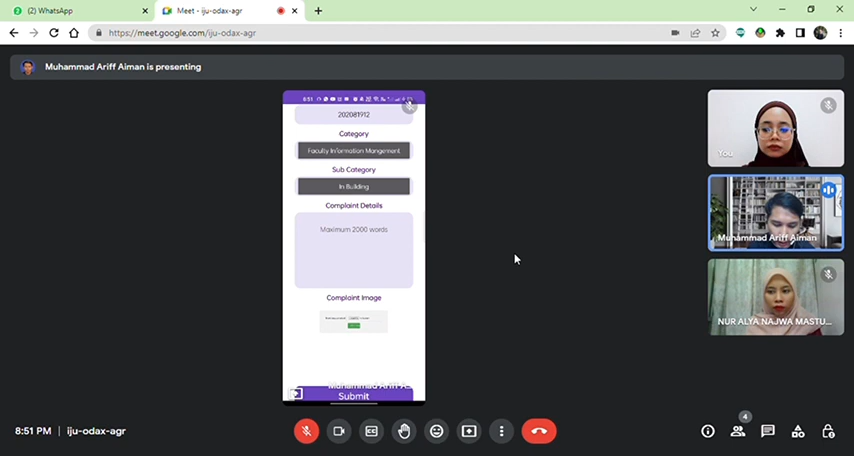 (2) WhatsApp
Meet - iju-odax-agr
https://meet.google.com/iju-odax-agr
Muhammad Ariff Aiman is presenting
8:51
202081912
Category
Faculty Information Mangement
Sub Category
In Building
Complaint Details
Maximum 2000 words
Complaint Image
Muhammad Ariff A...
Submit
You
Muhammad Ariff Aiman
NUR ALYA NAJWA MASTU...
8:51 PM | iju-odax-agr
4